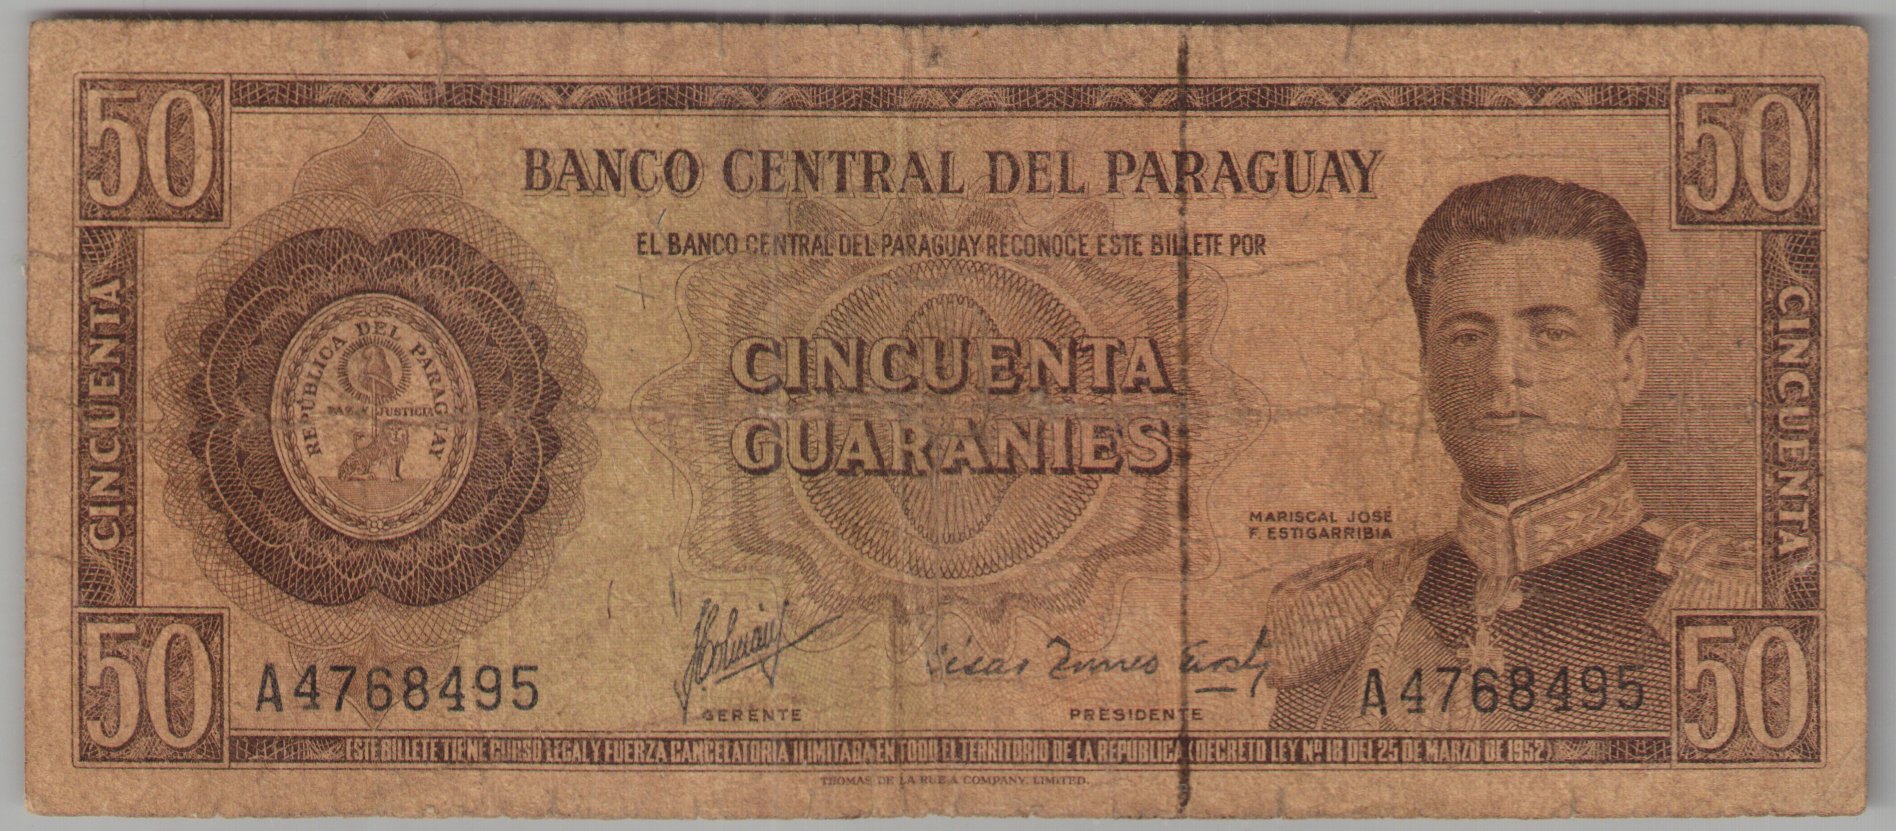 50
50
BANCO CENTRAL DEL PARAGUAY
EL BANCO CENTRAL DEL PARAGUAY RECONOCE ESTE BILLETE POR
CINCUENTA
CINCUENTA
REPÚBLICA DEL PARAGUAY
PAZ Y JUSTICIA
CINCUENTA
GUARANIES
MARISCAL JOSÉ
F. ESTIGARRIBIA
A4768495
GERENTE
PRESIDENTE
A4768495
50
50
ESTE BILLETE TIENE CURSO LEGAL Y FUERZA CANCELATORIA ILIMITADA EN TODO EL TERRITORIO DE LA REPUBLICA (DECRETO LEY Nº 18 DEL 25 DE MARZO DE 1952)
THOMAS DE LA RUE & COMPANY, LIMITED.